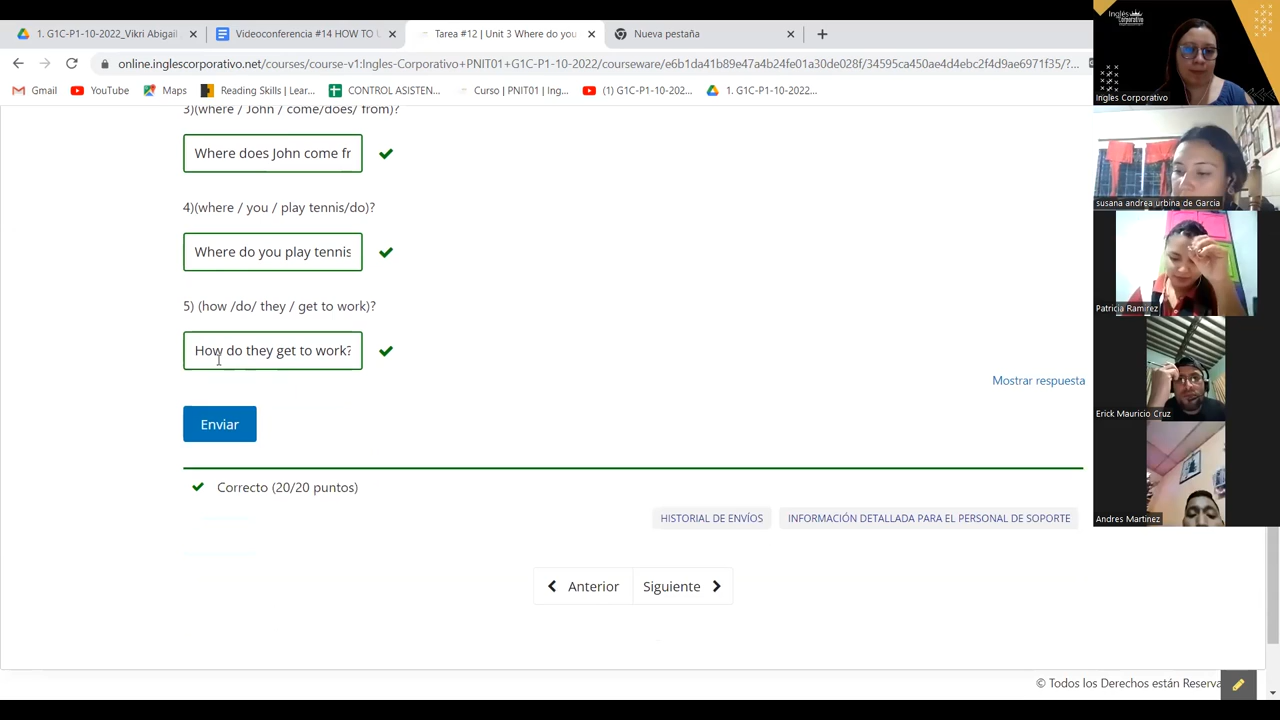 1. G1C-P1-10-2022_Vikri Abigail
Videoconferencia #14 HOW TO U
Tarea #12 | Unit 3 Where do you
Nueva pestaña
online.inglescorporativo.net/courses/course-v1:Ingles-Corporativo+PNIT01+G1C-P1-10-2022/courseware/e6b1da41b89e47a4b24fe01a30de028f/34595ca450ae4d4ebc2f4d9ae6971f35/?...
Gmail
YouTube
Maps
Reading Skills | Lear...
CONTROL ASISTEN...
Curso | PNIT01 | Ing...
(1) G1C-P1-10-202...
1. G1C-P1-10-2022...
3)(where / John / come/does/ from)?
Where does John come fr
4)(where / you / play tennis/do)?
Where do you play tennis
5) (how /do/ they / get to work)?
How do they get to work?
Mostrar respuesta
Enviar
Correcto (20/20 puntos)
HISTORIAL DE ENVÍOS
INFORMACIÓN DETALLADA PARA EL PERSONAL DE SOPORTE
Anterior
Siguiente
© Todos los Derechos están Reserva
Inglés
Corporativo
Ingles Corporativo
susana andrea urbina de Garcia
Patricia Ramirez
Erick Mauricio Cruz
Andres Martinez